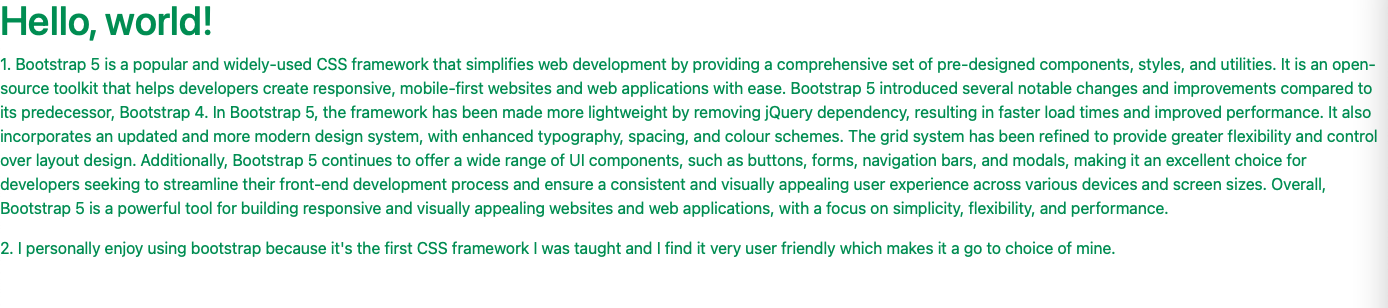 Hello, world!
1. Bootstrap 5 is a popular and widely-used CSS framework that simplifies web development by providing a comprehensive set of pre-designed components, styles, and utilities. It is an open-
source toolkit that helps developers create responsive, mobile-first websites and web applications with ease. Bootstrap 5 introduced several notable changes and improvements compared to
its predecessor, Bootstrap 4. In Bootstrap 5, the framework has been made more lightweight by removing jQuery dependency, resulting in faster load times and improved performance. It also
incorporates an updated and more modern design system, with enhanced typography, spacing, and colour schemes. The grid system has been refined to provide greater flexibility and control
over layout design. Additionally, Bootstrap 5 continues to offer a wide range of UI components, such as buttons, forms, navigation bars, and modals, making it an excellent choice for
developers seeking to streamline their front-end development process and ensure a consistent and visually appealing user experience across various devices and screen sizes. Overall,
Bootstrap 5 is a powerful tool for building responsive and visually appealing websites and web applications, with a focus on simplicity, flexibility, and performance.
2. I personally enjoy using bootstrap because it's the first CSS framework I was taught and I find it very user friendly which makes it a go to choice of mine.